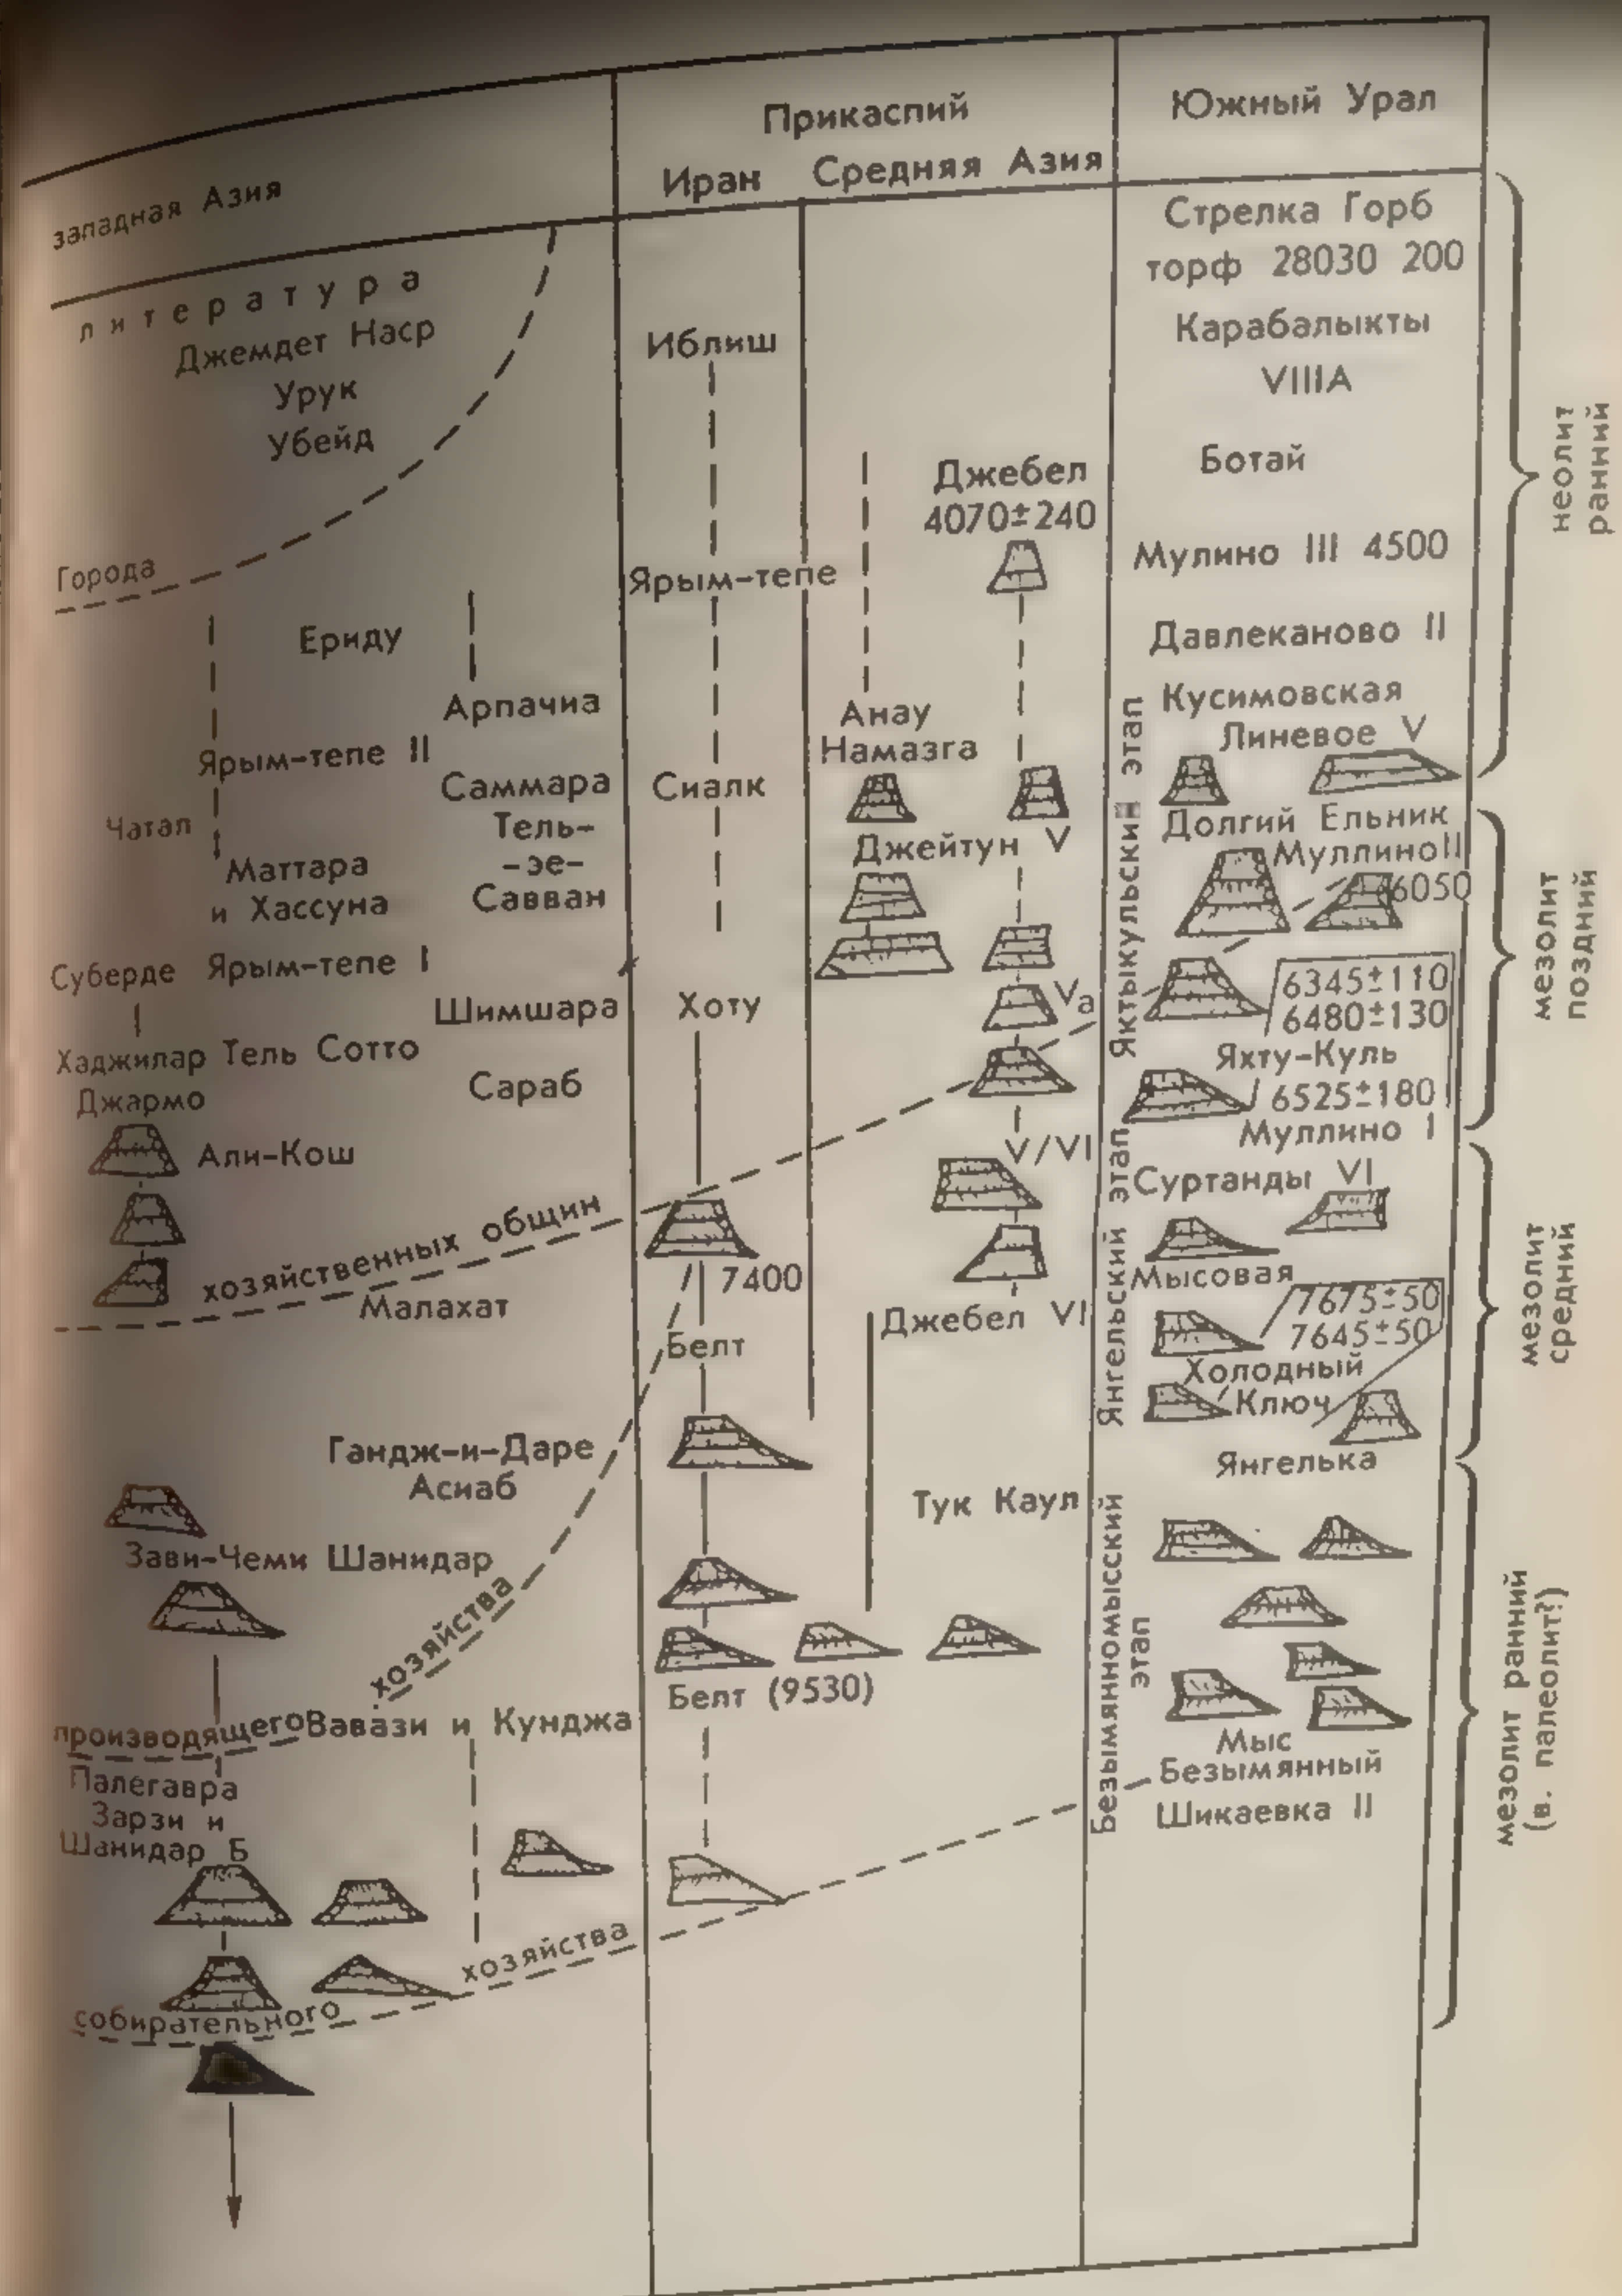 западная Азия
Прикаспий
Иран
Средняя Азия
Южный Урал
литература
Джемдет Наср
Урук
Убейд
Города
Ериду
Арпачиа
Ярым-тепе II
Саммара
Чатал
Тель-
-эе-
Савван
Маттара
и Хассуна
Суберде
Ярым-тепе I
Шимшара
Хаджилар
Тель Сотто
Джармо
Сараб
Али-Кош
хозяйственных общин
Малахат
Гандж-и-Даре
Асиаб
Зави-Чеми Шанидар
хозяйства
производящего
Вавази и Кунджа
Палегавра
Зарзи и
Шанидар Б
хозяйства
собирательного
Иблиш
Ярым-тепе
Сиалк
Хоту
7400
Белт
Белт (9530)
Джебел
4070±240
Анау
Намазга
Джейтун
V
Va
V/VI
Джебел VI
Тук Каул
Яктыкульский этап
Янгельский этап
Безымянномысский
этап
Стрелка Горб
торф 28030 200
Карабалыкты
VIIIА
Ботай
Мулино III 4500
Давлеканово II
Кусимовская
Линевое V
Долгий Ельник
Муллино II
6050
6345±110
6480±130
Яхту-Куль
6525±180
Муллино I
Суртанды VI
Мысовая
7675±50
7645±50
Холодный
Ключ
Янгелька
Мыс
Безымянный
Шикаевка II
неолит
ранний
мезолит
поздний
мезолит
средний
мезолит ранний
(в. палеолит?)